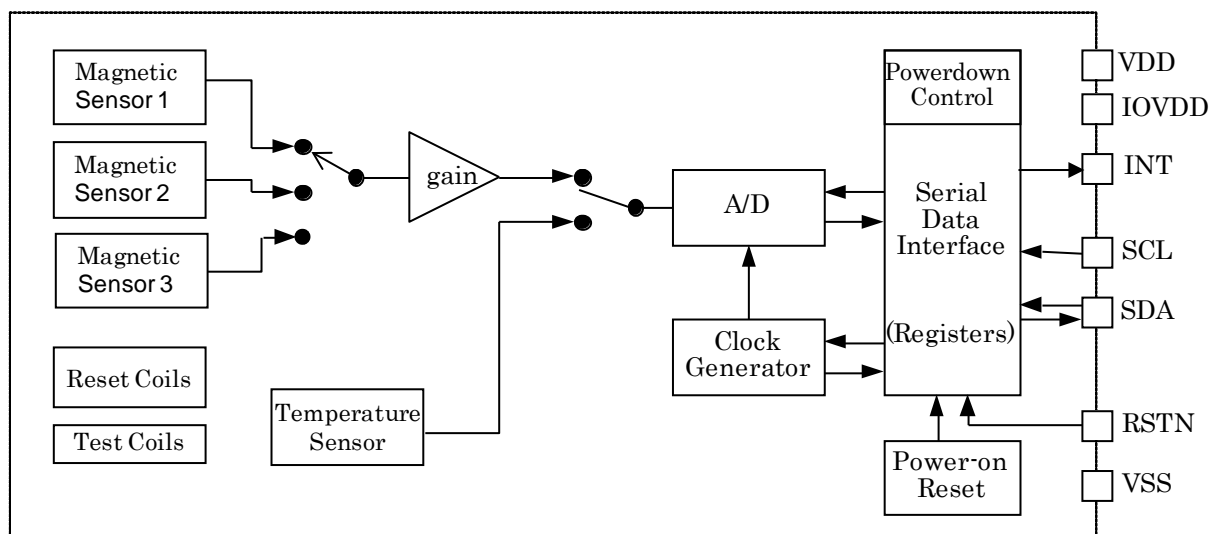 Magnetic
Sensor 1
Magnetic
Sensor 2
Magnetic
Sensor 3
Reset Coils
Test Coils
gain
Temperature
Sensor
A/D
Clock
Generator
Powerdown
Control
Serial
Data
Interface
(Registers)
Power-on
Reset
VDD
IOVDD
INT
SCL
SDA
RSTN
VSS